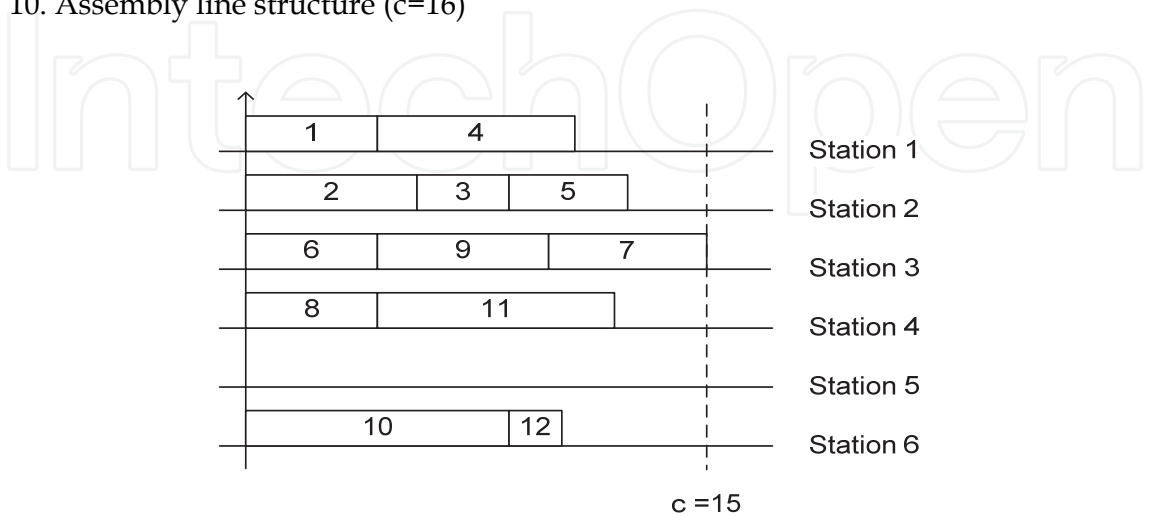 10. Assembly line structure (c=16)
IntechOpen
1 4 Station 1
2 3 5 Station 2
6 9 7 Station 3
8 11 Station 4
Station 5
10 12 Station 6
c =15